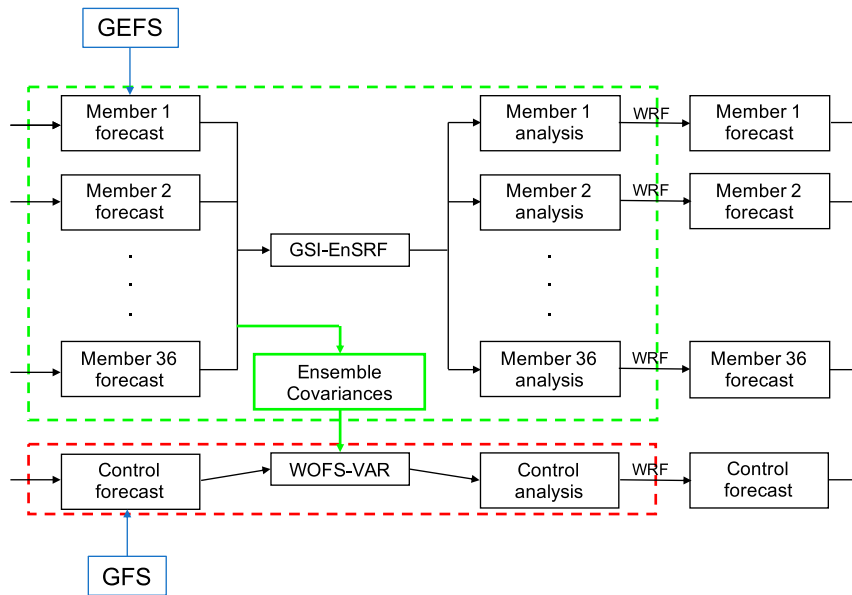 GEFS
Member 1
forecast
Member 1
analysis
WRF
Member 1
forecast
Member 2
forecast
Member 2
analysis
WRF
Member 2
forecast
GSI-EnSRF
.
.
.
.
.
.
Member 36
forecast
Member 36
analysis
WRF
Member 36
forecast
Ensemble
Covariances
Control
forecast
WOFS-VAR
Control
analysis
WRF
Control
forecast
GFS